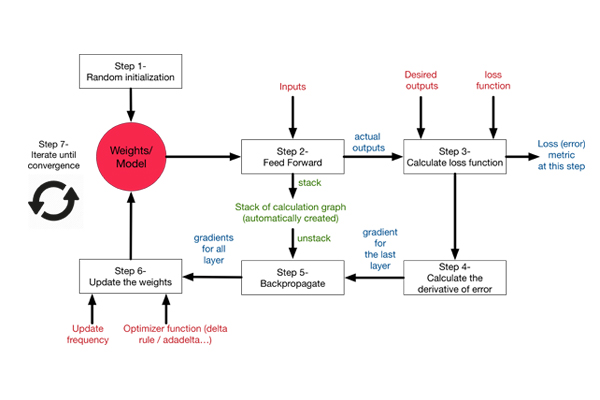 Step 1-
Random initialization
Step 7-
Iterate until
convergence
Weights/
Model
Inputs
Step 2-
Feed Forward
actual
outputs
Desired
outputs
loss
function
Step 3-
Calculate loss function
Loss (error)
metric
at this step
stack
Stack of calculation graph
(automatically created)
unstack
gradients
for all
layer
gradient
for
the last
layer
Step 6-
Update the weights
Step 5-
Backpropagate
Step 4-
Calculate the
derivative of error
Update
frequency
Optimizer function (delta
rule / adadelta...)